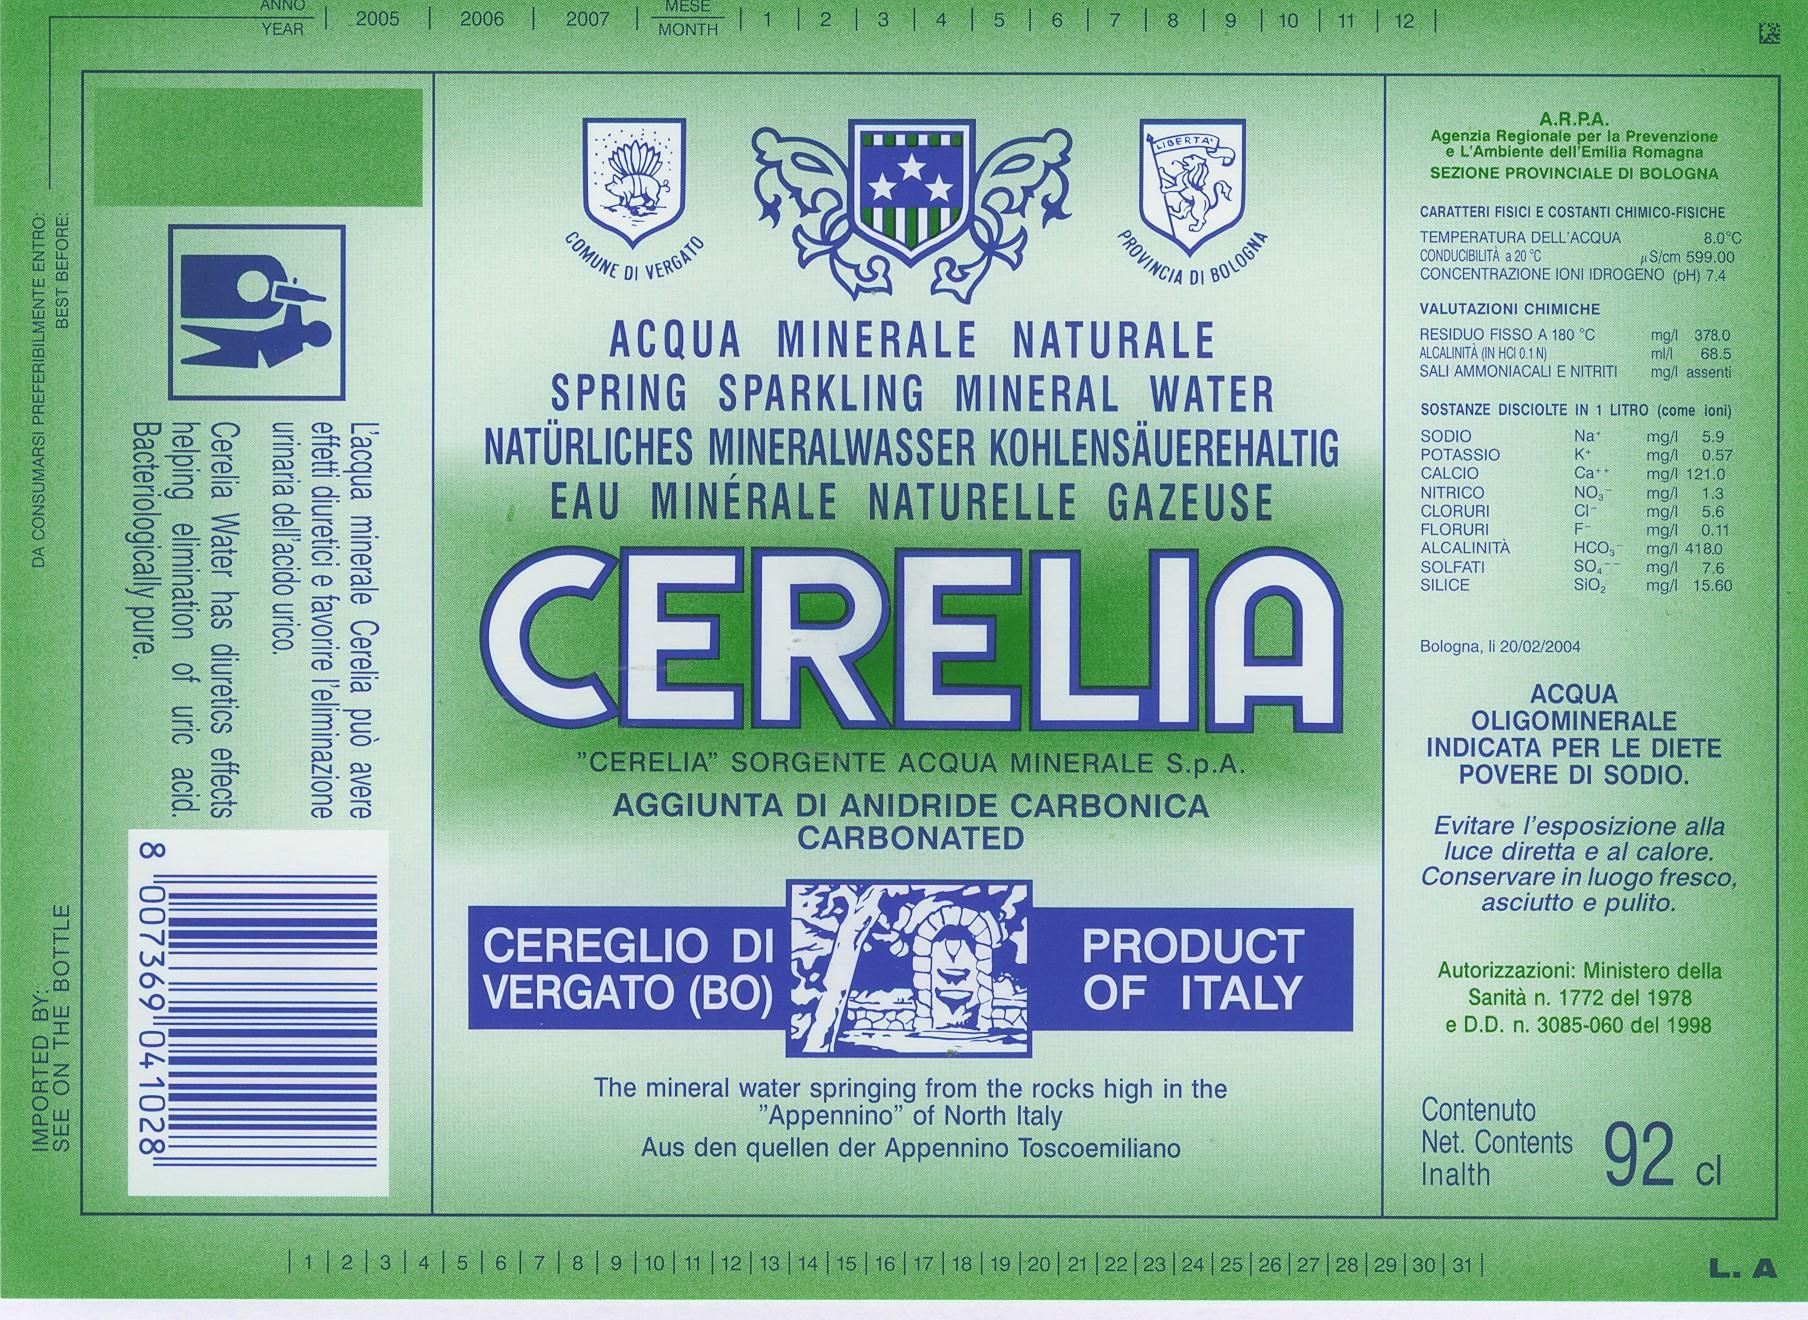 ANNO
YEAR
2005
2006
2007
MESE
MONTH
1 2 3 4 5 6 7 8 9 10 11 12
DA CONSUMARSI PREFERIBILMENTE ENTRO:
BEST BEFORE:
IMPORTED BY:
SEE ON THE BOTTLE
L'acqua minerale Cerelia può avere
effetti diuretici e favorire l'eliminazione
urinaria dell'acido urico.
Cerelia Water has diuretics effects
helping elimination of uric acid.
Bacteriologically pure.
8 007369 041028
COMUNE DI VERGATO
LIBERTA'
PROVINCIA DI BOLOGNA
ACQUA MINERALE NATURALE
SPRING SPARKLING MINERAL WATER
NATÜRLICHES MINERALWASSER KOHLENSÄUEREHALTIG
EAU MINÉRALE NATURELLE GAZEUSE
CERELIA
"CERELIA" SORGENTE ACQUA MINERALE S.p.A.
AGGIUNTA DI ANIDRIDE CARBONICA
CARBONATED
CEREGLIO DI
VERGATO (BO)
PRODUCT
OF ITALY
The mineral water springing from the rocks high in the
"Appennino" of North Italy
Aus den quellen der Appennino Toscoemiliano
A.R.P.A.
Agenzia Regionale per la Prevenzione
e L'Ambiente dell'Emilia Romagna
SEZIONE PROVINCIALE DI BOLOGNA
CARATTERI FISICI E COSTANTI CHIMICO-FISICHE
TEMPERATURA DELL'ACQUA 8.0°C
CONDUCIBILITÀ a 20 °C µS/cm 599.00
CONCENTRAZIONE IONI IDROGENO (pH) 7.4
VALUTAZIONI CHIMICHE
RESIDUO FISSO A 180 °C mg/l 378.0
ALCALINITÀ (IN HCl 0.1 N) ml/l 68.5
SALI AMMONIACALI E NITRITI mg/l assenti
SOSTANZE DISCIOLTE IN 1 LITRO (come ioni)
SODIO Na⁺ mg/l 5.9
POTASSIO K⁺ mg/l 0.57
CALCIO Ca⁺⁺ mg/l 121.0
NITRICO NO₃⁻ mg/l 1.3
CLORURI Cl⁻ mg/l 5.6
FLORURI F⁻ mg/l 0.11
ALCALINITÀ HCO₃⁻ mg/l 418.0
SOLFATI SO₄⁻⁻ mg/l 7.6
SILICE SiO₂ mg/l 15.60
Bologna, li 20/02/2004
ACQUA
OLIGOMINERALE
INDICATA PER LE DIETE
POVERE DI SODIO.
Evitare l'esposizione alla
luce diretta e al calore.
Conservare in luogo fresco,
asciutto e pulito.
Autorizzazioni: Ministero della
Sanità n. 1772 del 1978
e D.D. n. 3085-060 del 1998
Contenuto
Net. Contents
Inalth
92 cl
1 2 3 4 5 6 7 8 9 10 11 12 13 14 15 16 17 18 19 20 21 22 23 24 25 26 27 28 29 30 31
L. A